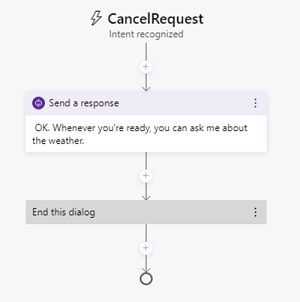 CancelRequest
Intent recognized
Send a response
OK. Whenever you're ready, you can ask me about
the weather.
End this dialog